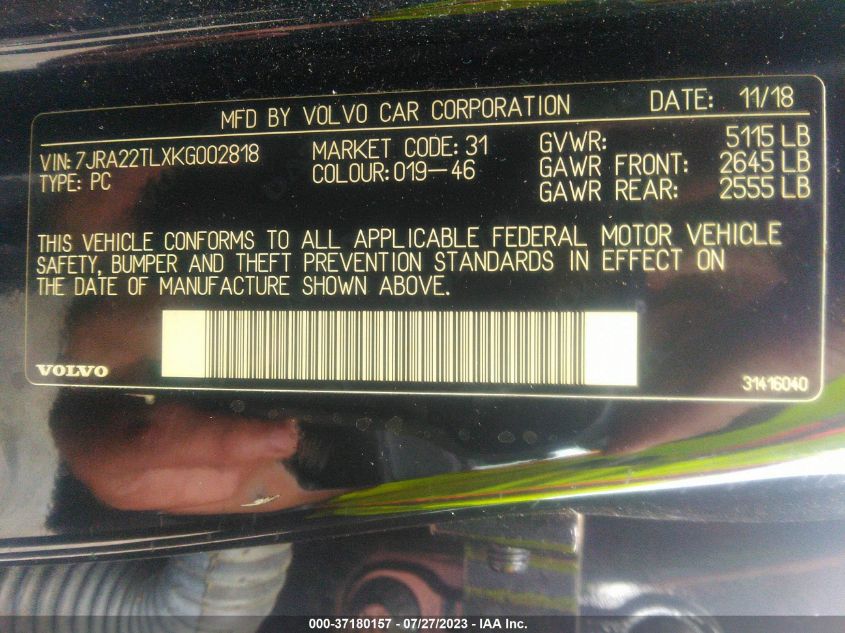 MFD BY VOLVO CAR CORPORATION DATE: 11/18
VIN: 7JRA22TLXKG002818 MARKET CODE: 31 GVWR: 5115 LB
TYPE: PC COLOUR: 019-46 GAWR FRONT: 2645 LB
GAWR REAR: 2555 LB
THIS VEHICLE CONFORMS TO ALL APPLICABLE FEDERAL MOTOR VEHICLE
SAFETY, BUMPER AND THEFT PREVENTION STANDARDS IN EFFECT ON
THE DATE OF MANUFACTURE SHOWN ABOVE.
VOLVO 31416040
000-37180157 - 07/27/2023 - IAA Inc.